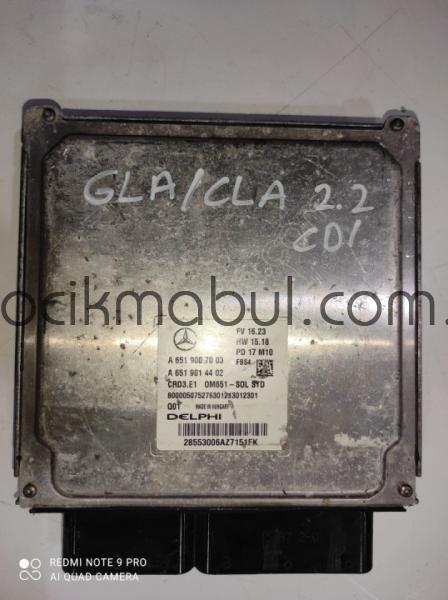 GLA/CLA 2.2
CDI
ocikmabul.com
FV 16.23
HW 15.18
PD 17 M10
FBS4
A 651 900 70 03
A 651 901 44 02
CRD3.E1 OM651-SOL SYD
Q01 MADE IN HUNGARY
DELPHI
28553006AZ7151FK
REDMI NOTE 9 PRO
AI QUAD CAMERA